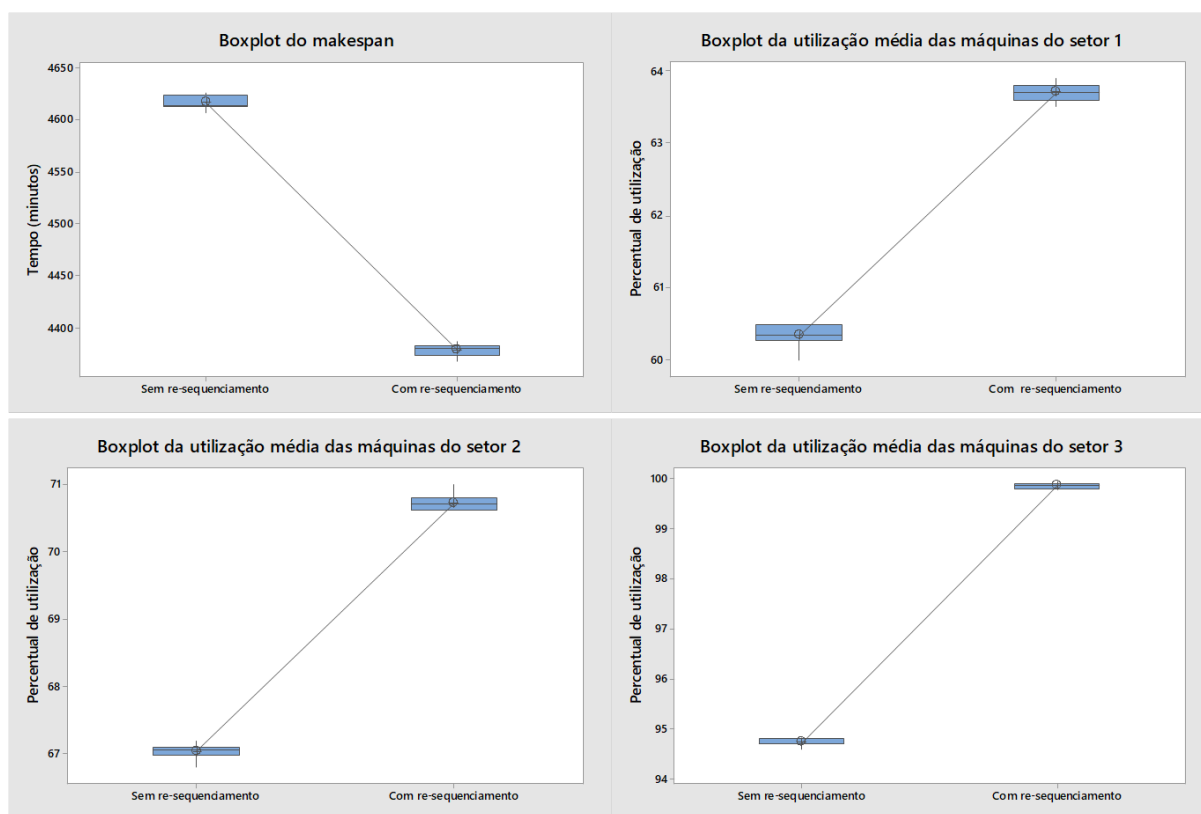 Boxplot do makespan
Tempo (minutos)
4650
4600
4550
4500
4450
4400
Sem re-sequenciamento
Com re-sequenciamento
Boxplot da utilização média das máquinas do setor 1
Percentual de utilização
64
63
62
61
60
Sem re-sequenciamento
Com re-sequenciamento
Boxplot da utilização média das máquinas do setor 2
Percentual de utilização
71
70
69
68
67
Sem re-sequenciamento
Com re-sequenciamento
Boxplot da utilização média das máquinas do setor 3
Percentual de utilização
100
99
98
97
96
95
94
Sem re-sequenciamento
Com re-sequenciamento